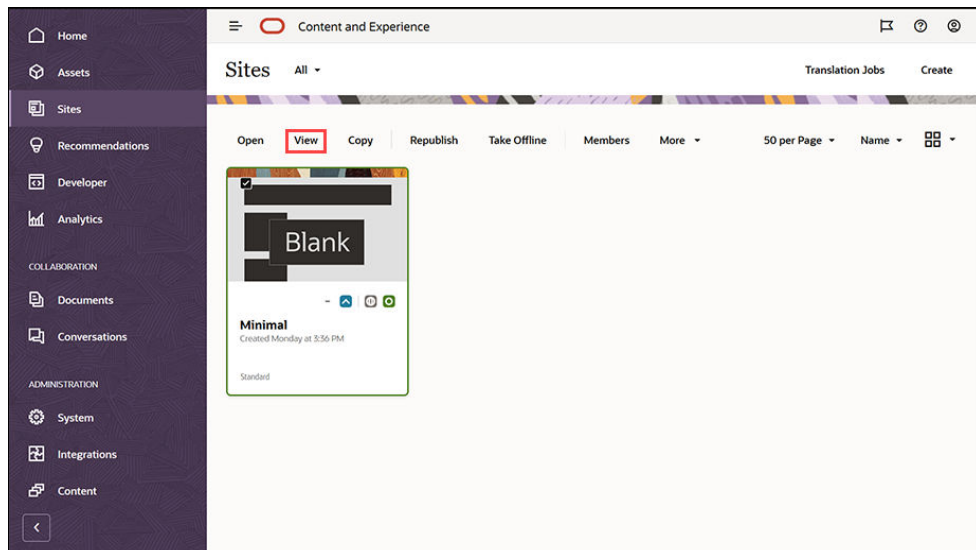 Home
Assets
Sites
Recommendations
Developer
Analytics
COLLABORATION
Documents
Conversations
ADMINISTRATION
System
Integrations
Content
Content and Experience
Sites All Translation Jobs Create
Open View Copy Republish Take Offline Members More 50 per Page Name
Blank
Minimal
Created Monday at 3:36 PM
Standard